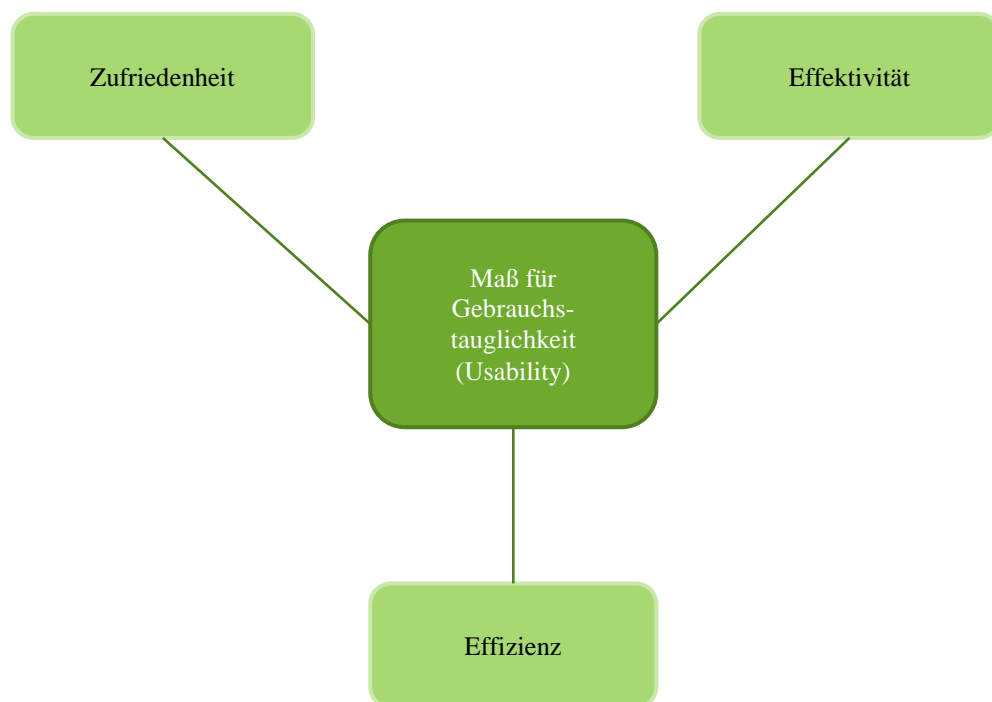 Zufriedenheit
Effektivität
Maß für
Gebrauchs-
tauglichkeit
(Usability)
Effizienz